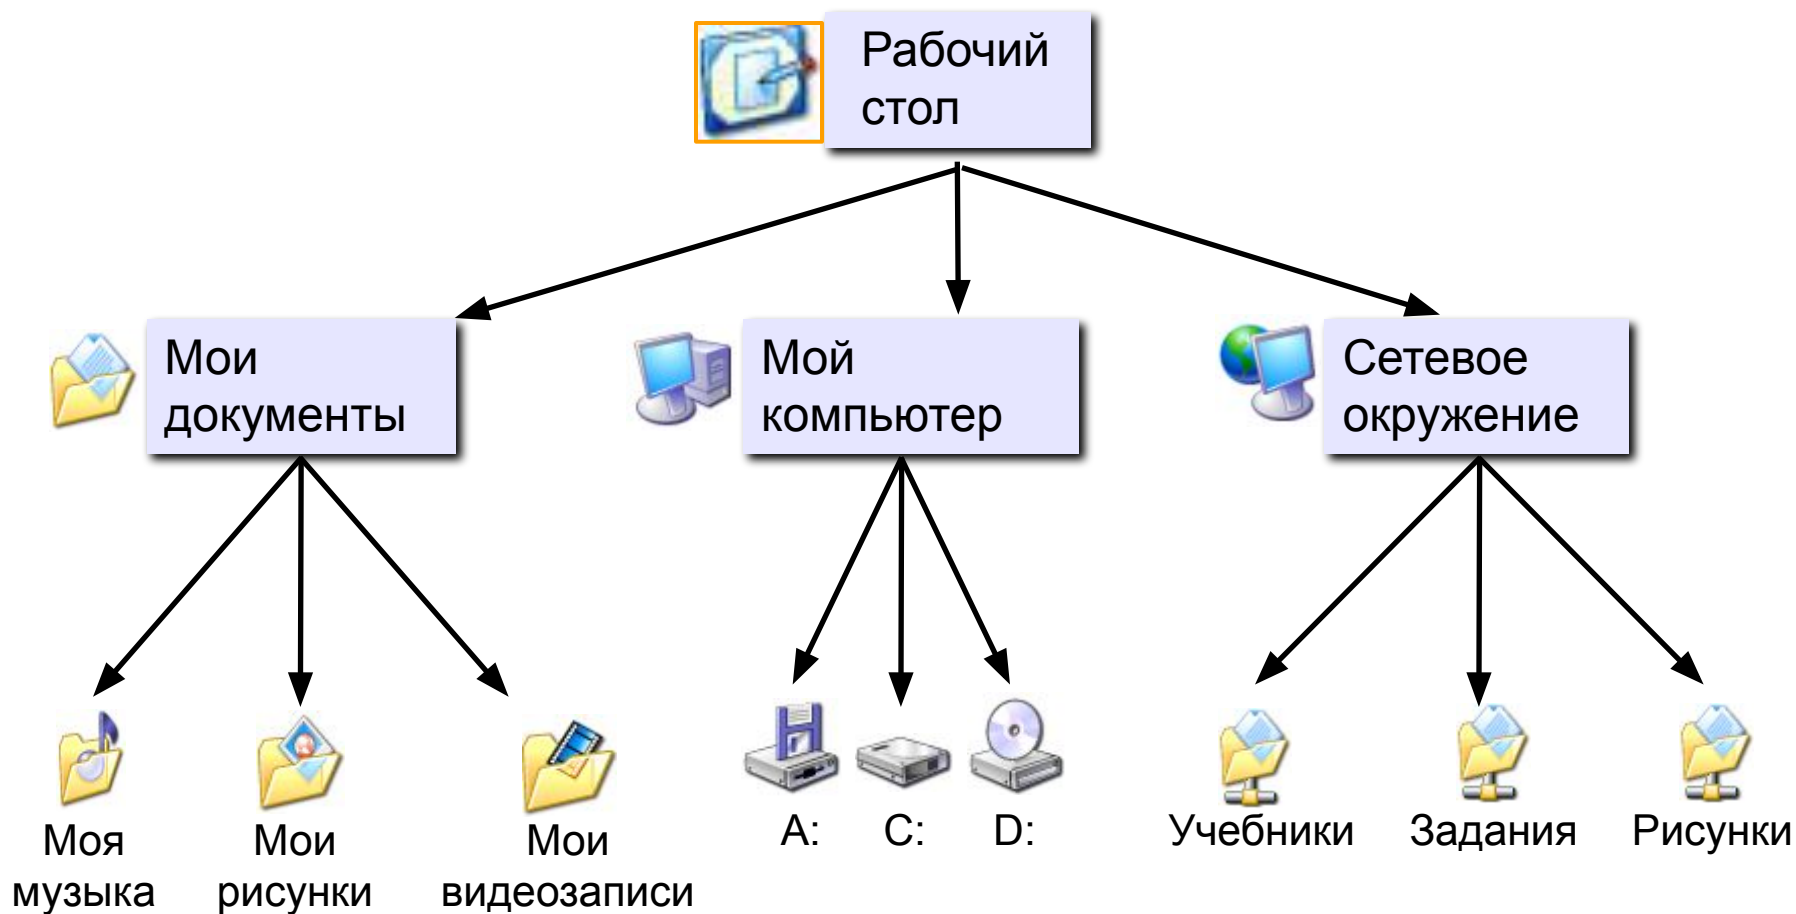 Рабочий
стол
Мои
документы
Мой
компьютер
Сетевое
окружение
Моя
музыка
Мои
рисунки
Мои
видеозаписи
A:
C:
D:
Учебники
Задания
Рисунки